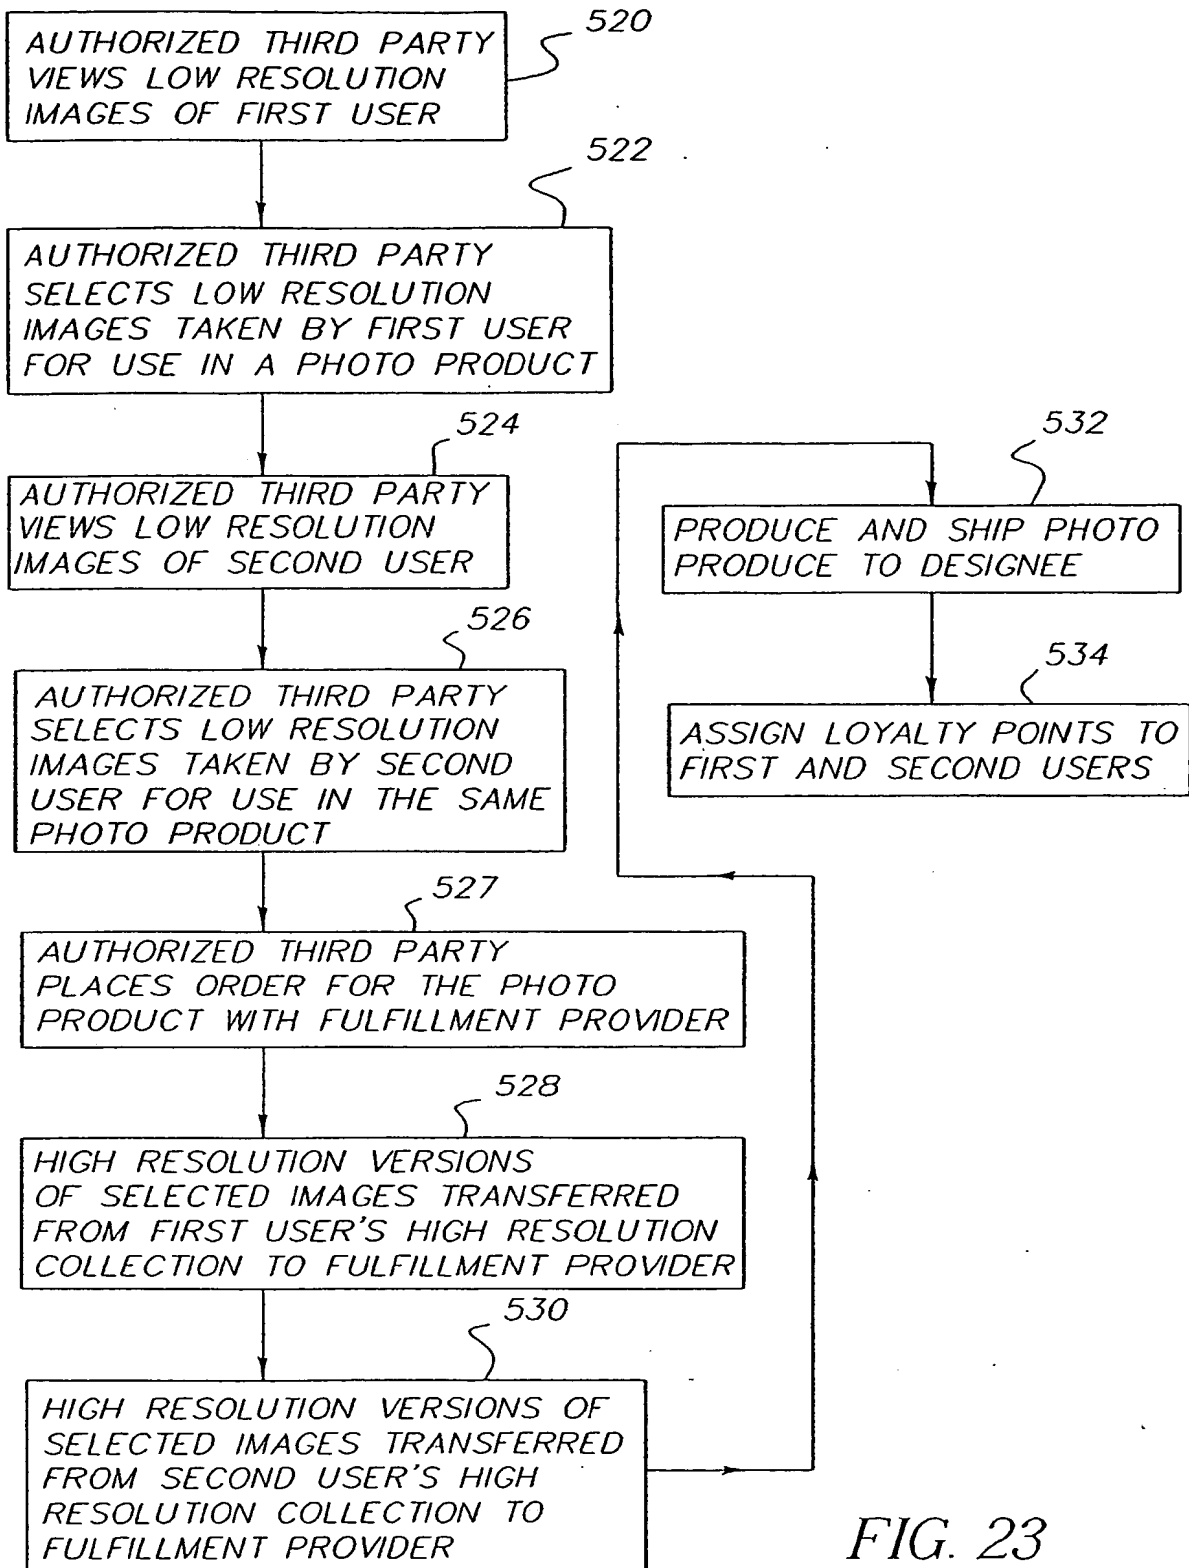 520
AUTHORIZED THIRD PARTY
VIEWS LOW RESOLUTION
IMAGES OF FIRST USER
522
AUTHORIZED THIRD PARTY
SELECTS LOW RESOLUTION
IMAGES TAKEN BY FIRST USER
FOR USE IN A PHOTO PRODUCT
524
AUTHORIZED THIRD PARTY
VIEWS LOW RESOLUTION
IMAGES OF SECOND USER
526
AUTHORIZED THIRD PARTY
SELECTS LOW RESOLUTION
IMAGES TAKEN BY SECOND
USER FOR USE IN THE SAME
PHOTO PRODUCT
527
AUTHORIZED THIRD PARTY
PLACES ORDER FOR THE PHOTO
PRODUCT WITH FULFILLMENT PROVIDER
528
HIGH RESOLUTION VERSIONS
OF SELECTED IMAGES TRANSFERRED
FROM FIRST USER'S HIGH RESOLUTION
COLLECTION TO FULFILLMENT PROVIDER
530
HIGH RESOLUTION VERSIONS OF
SELECTED IMAGES TRANSFERRED
FROM SECOND USER'S HIGH
RESOLUTION COLLECTION TO
FULFILLMENT PROVIDER
532
PRODUCE AND SHIP PHOTO
PRODUCE TO DESIGNEE
534
ASSIGN LOYALTY POINTS TO
FIRST AND SECOND USERS
FIG. 23